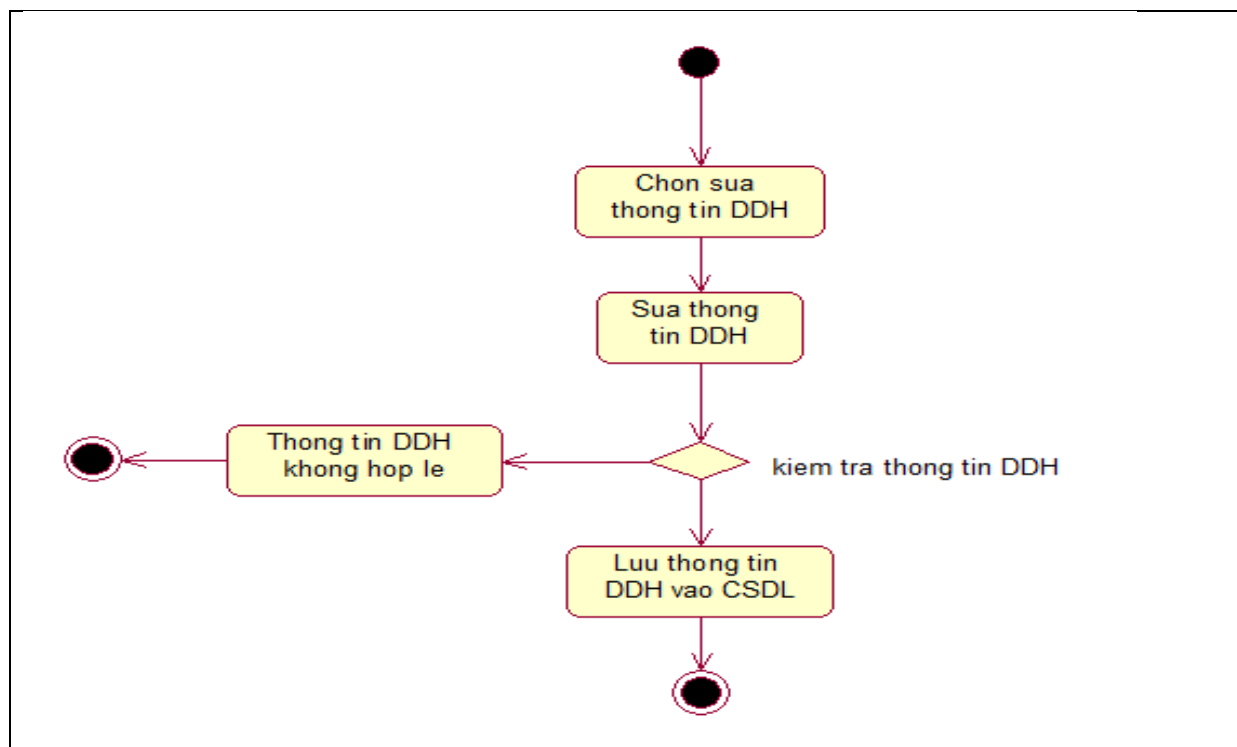 Chon sua
thong tin DDH
Sua thong
tin DDH
Thong tin DDH
khong hop le
kiem tra thong tin DDH
Luu thong tin
DDH vao CSDL